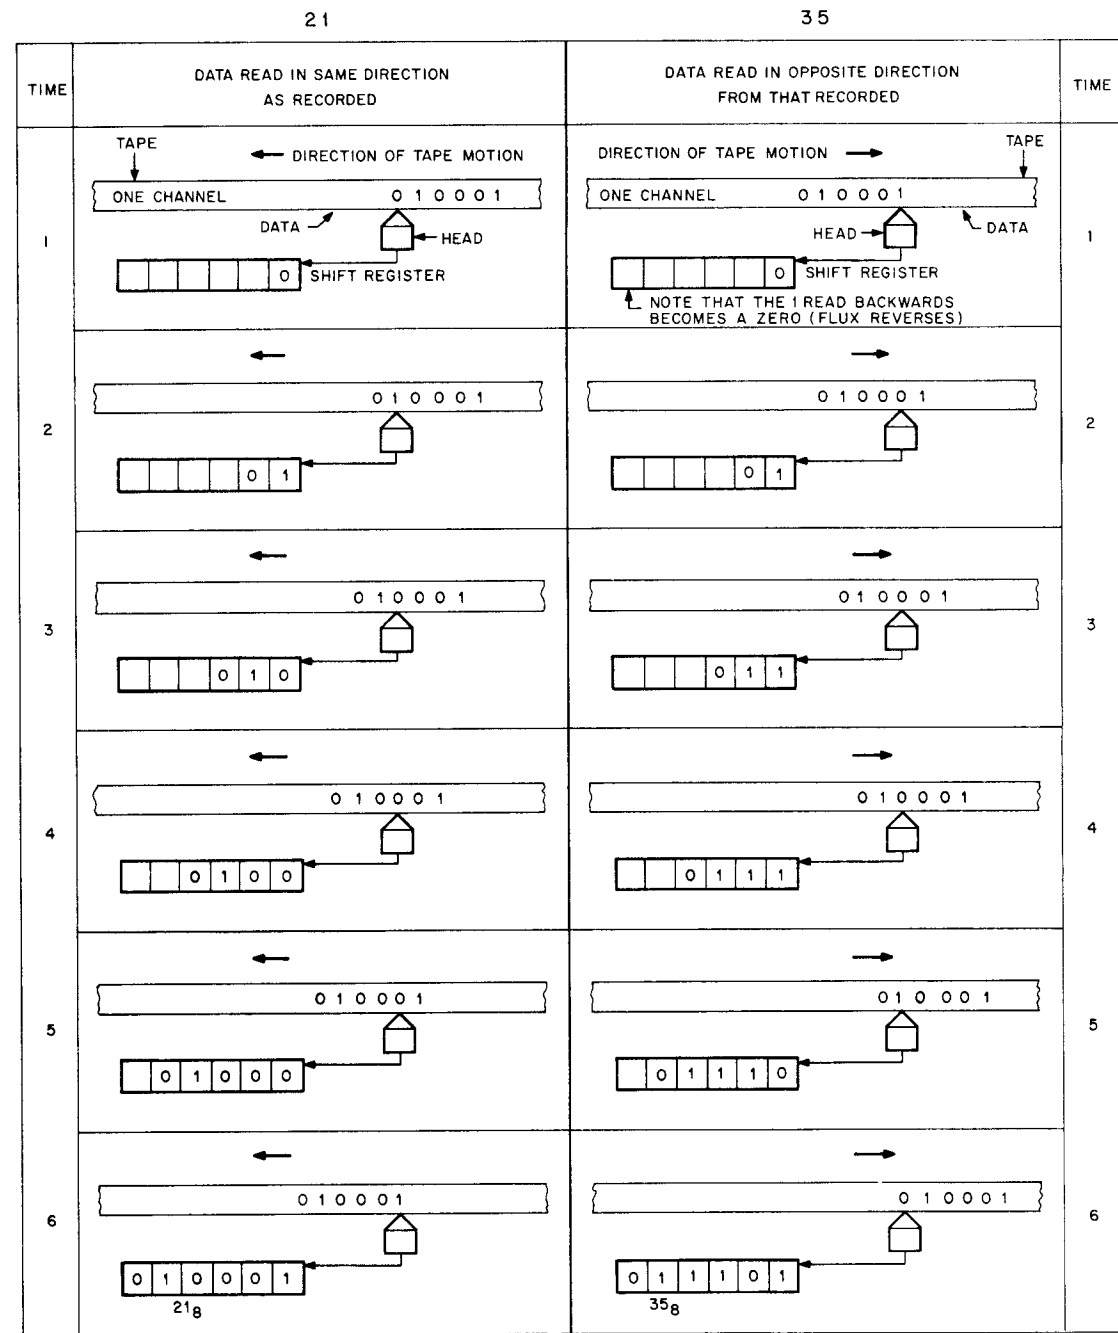 21 35
TIME
DATA READ IN SAME DIRECTION
AS RECORDED
DATA READ IN OPPOSITE DIRECTION
FROM THAT RECORDED
TIME
1
TAPE
DIRECTION OF TAPE MOTION
ONE CHANNEL 0 1 0 0 0 1
DATA
HEAD
0 SHIFT REGISTER
DIRECTION OF TAPE MOTION
TAPE
ONE CHANNEL 0 1 0 0 0 1
HEAD
DATA
0 SHIFT REGISTER
NOTE THAT THE 1 READ BACKWARDS
BECOMES A ZERO (FLUX REVERSES)
1
2
0 1 0 0 0 1
0 1
0 1 0 0 0 1
0 1
2
3
0 1 0 0 0 1
0 1 0
0 1 0 0 0 1
0 1 1
3
4
0 1 0 0 0 1
0 1 0 0
0 1 0 0 0 1
0 1 1 1
4
5
0 1 0 0 0 1
0 1 0 0 0
0 1 0 0 0 1
0 1 1 1 0
5
6
0 1 0 0 0 1
0 1 0 0 0 1
21₈
0 1 0 0 0 1
0 1 1 1 0 1
35₈
6